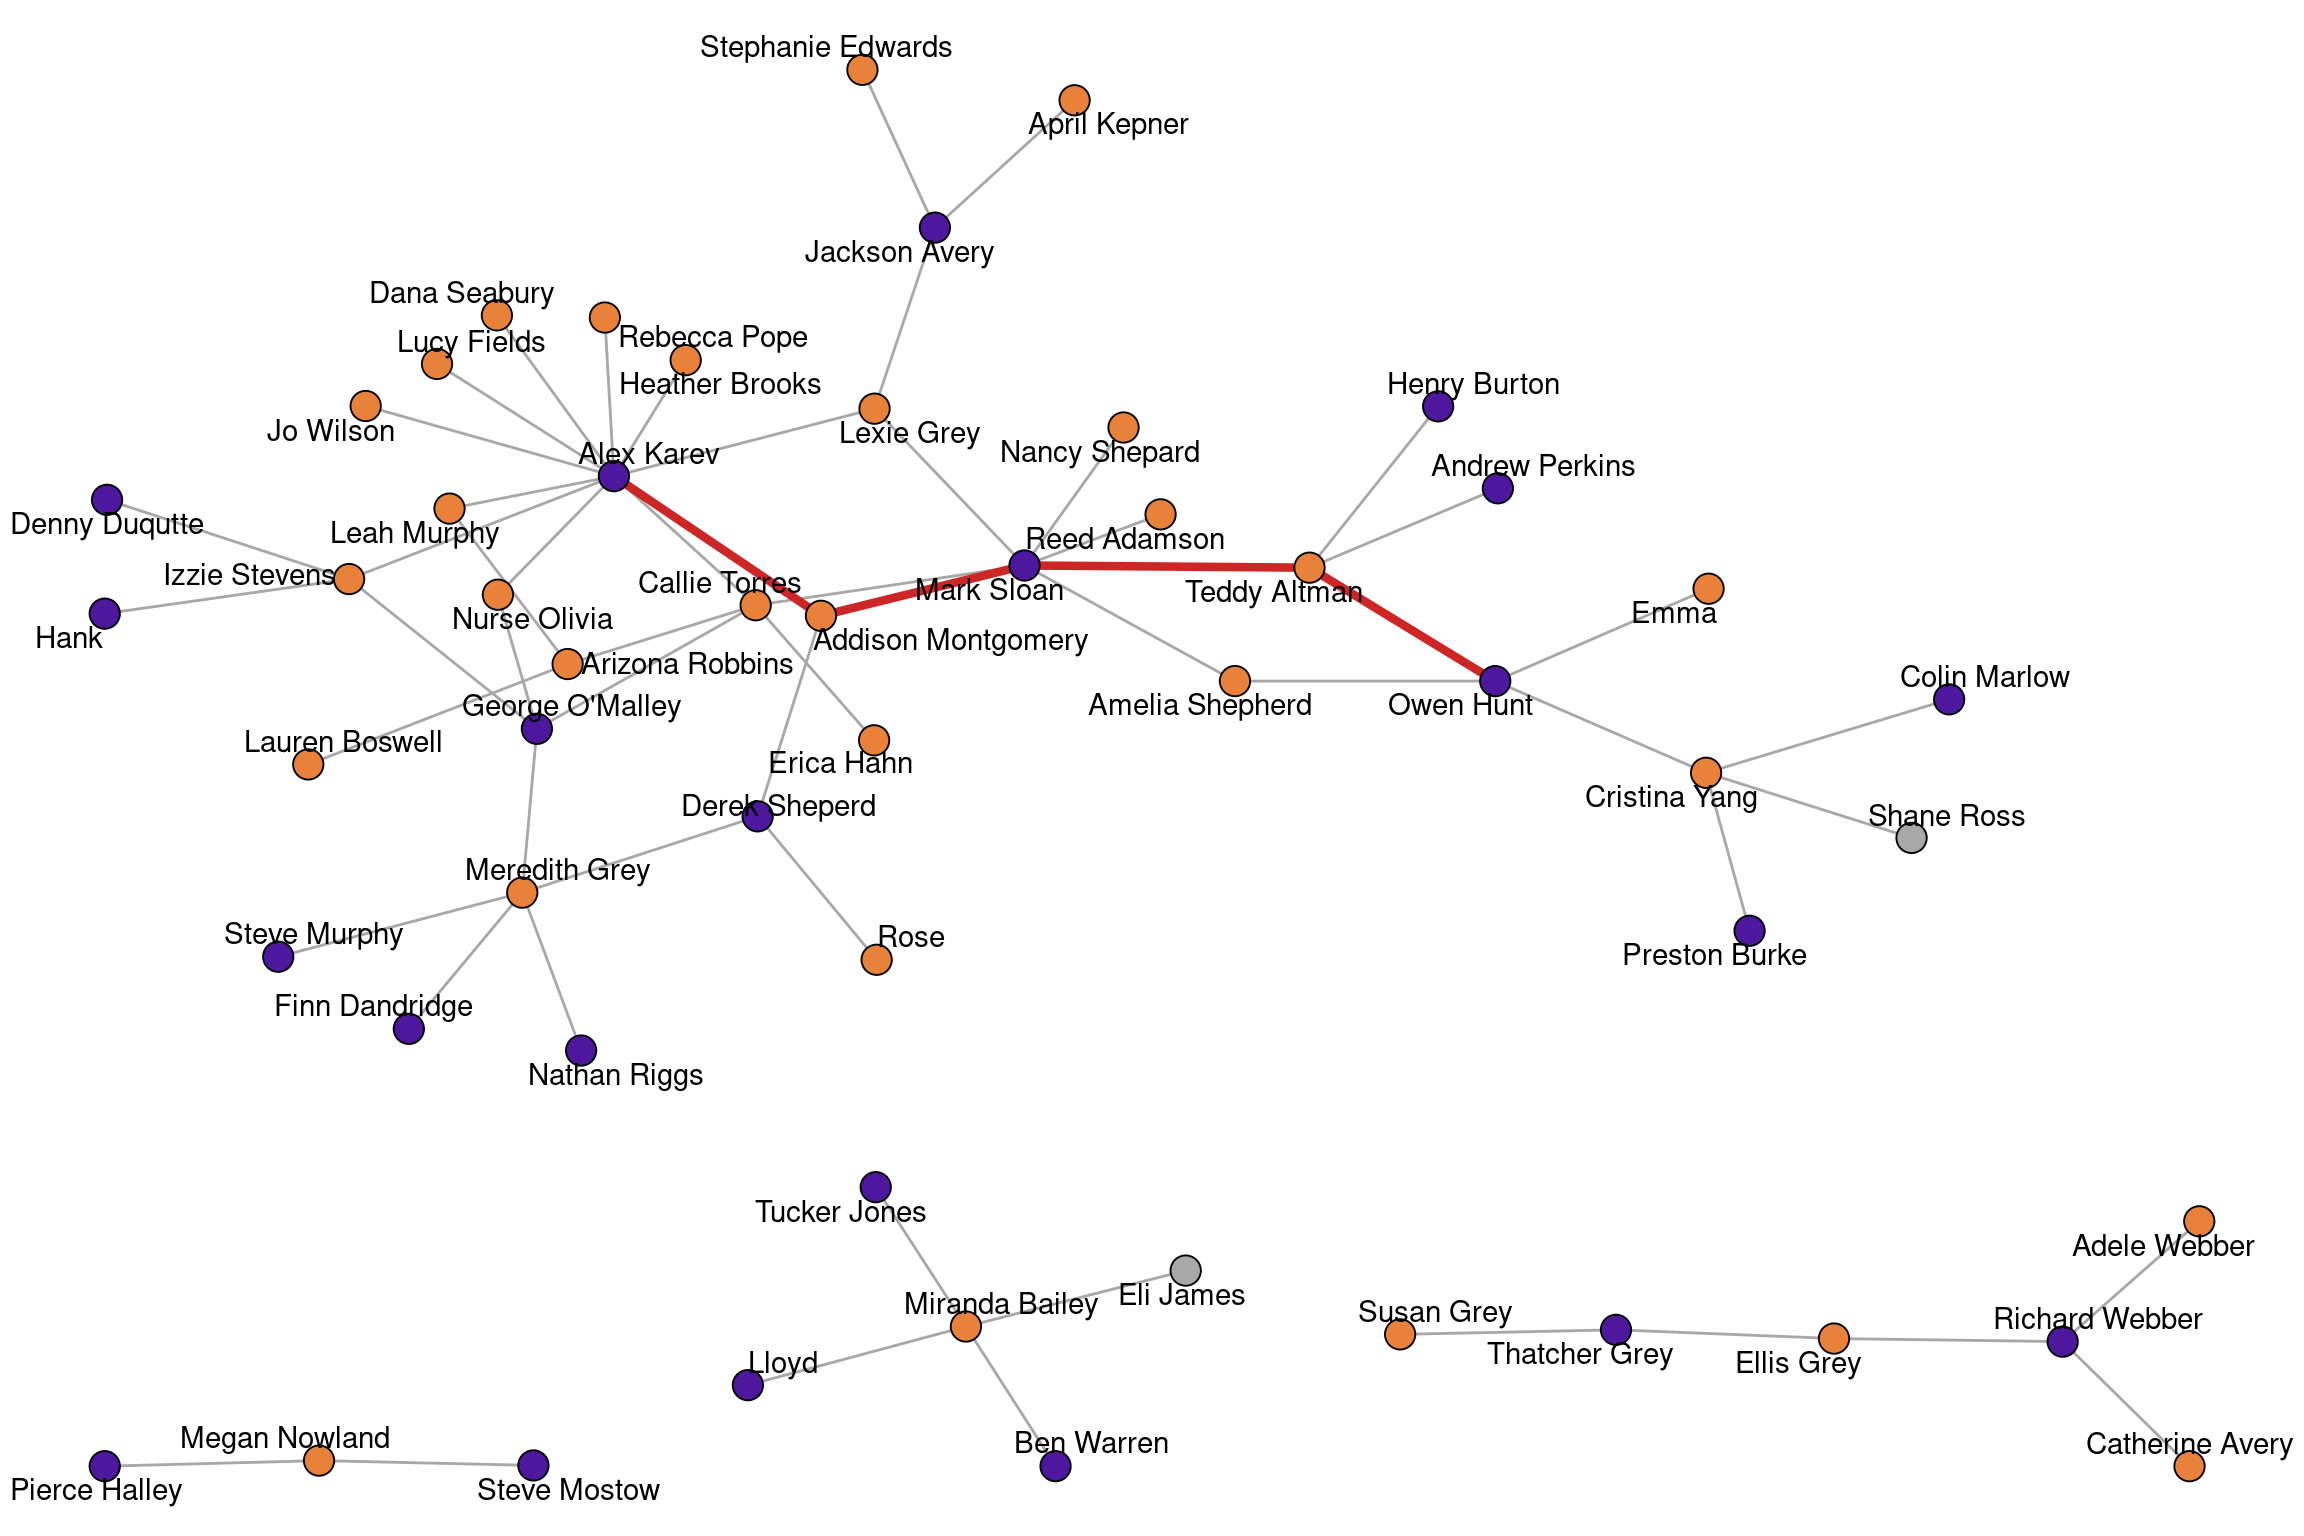 Stephanie Edwards
April Kepner
Jackson Avery
Dana Seabury
Rebecca Pope
Lucy Fields
Heather Brooks
Henry Burton
Jo Wilson
Lexie Grey
Nancy Shepard
Alex Karev
Andrew Perkins
Denny Duqutte
Leah Murphy
Reed Adamson
Izzie Stevens
Callie Torres
Mark Sloan
Teddy Altman
Emma
Nurse Olivia
Hank
Addison Montgomery
Arizona Robbins
Colin Marlow
George O'Malley
Amelia Shepherd
Owen Hunt
Lauren Boswell
Erica Hahn
Cristina Yang
Derek Sheperd
Shane Ross
Meredith Grey
Steve Murphy
Rose
Preston Burke
Finn Dandridge
Nathan Riggs
Tucker Jones
Adele Webber
Eli James
Miranda Bailey
Susan Grey
Richard Webber
Thatcher Grey
Lloyd
Ellis Grey
Megan Nowland
Ben Warren
Catherine Avery
Pierce Halley
Steve Mostow